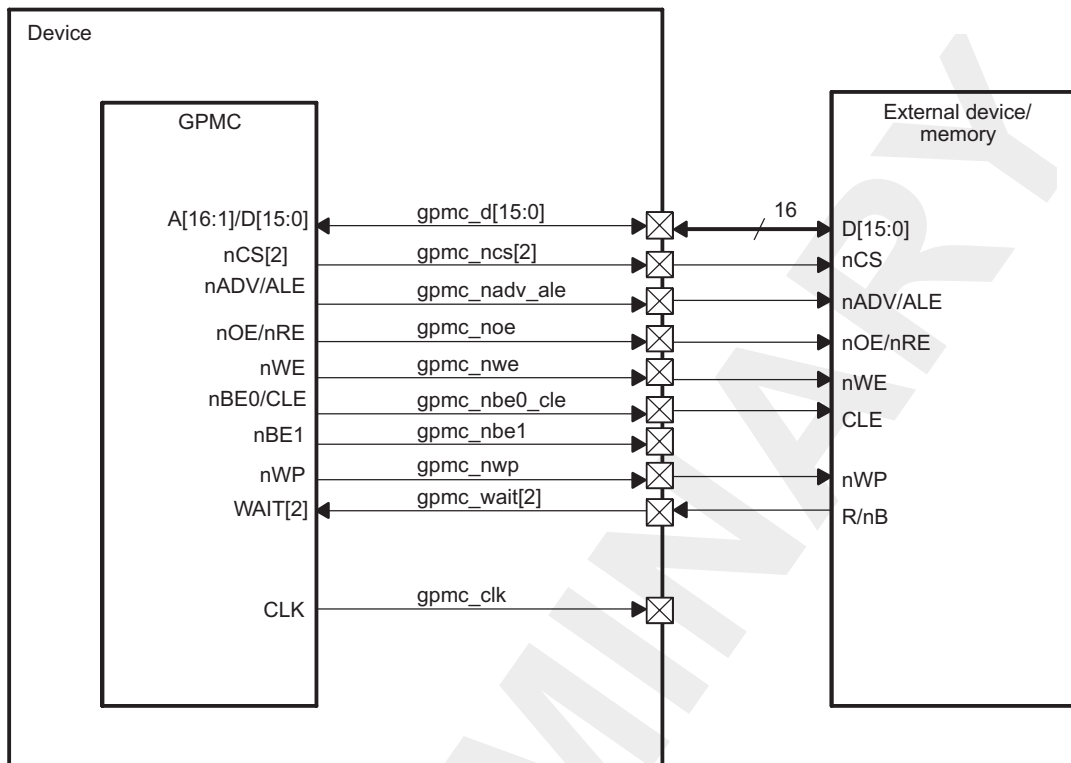 Device
GPMC
External device/
memory
A[16:1]/D[15:0]
gpmc_d[15:0]
16
D[15:0]
nCS[2]
gpmc_ncs[2]
nCS
nADV/ALE
gpmc_nadv_ale
nADV/ALE
nOE/nRE
gpmc_noe
nOE/nRE
nWE
gpmc_nwe
nWE
nBE0/CLE
gpmc_nbe0_cle
CLE
nBE1
gpmc_nbe1
nWP
gpmc_nwp
nWP
WAIT[2]
gpmc_wait[2]
R/nB
CLK
gpmc_clk
MINARY